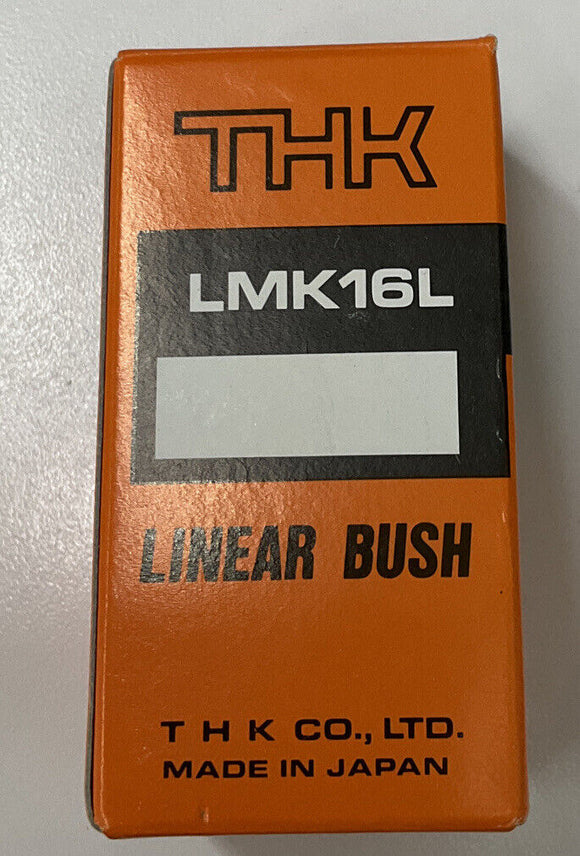 THK
LMK16L
LINEAR BUSH
T H K CO., LTD.
MADE IN JAPAN